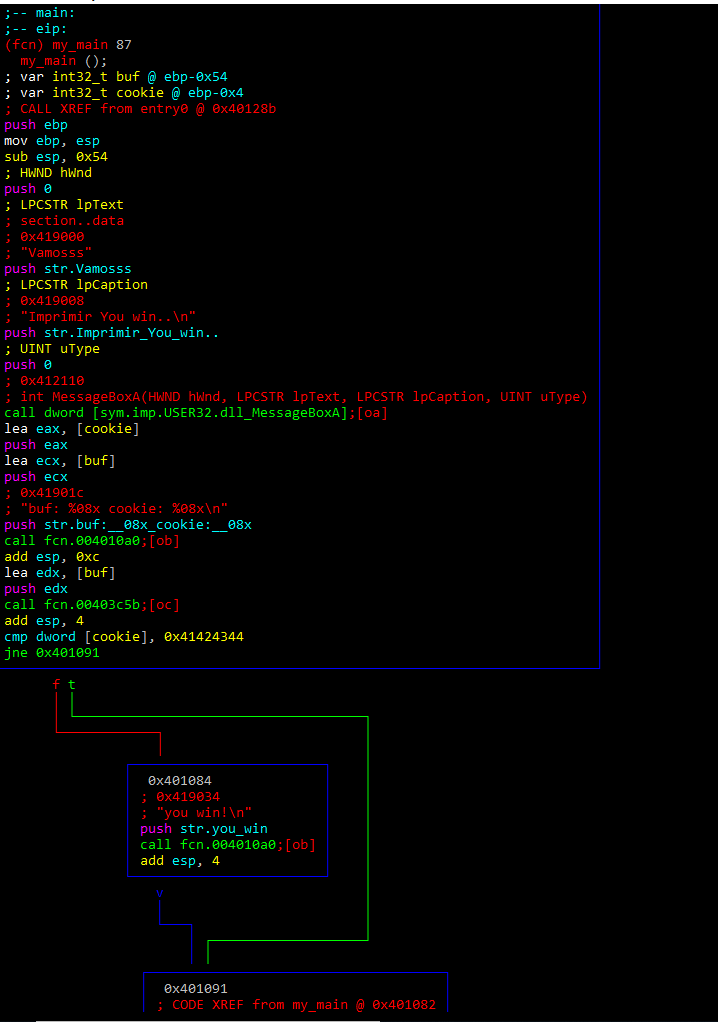 ;-- main:
;-- eip:
(fcn) my_main 87
my_main ();
; var int32_t buf @ ebp-0x54
; var int32_t cookie @ ebp-0x4
; CALL XREF from entry0 @ 0x40128b
push ebp
mov ebp, esp
sub esp, 0x54
; HWND hWnd
push 0
; LPCSTR lpText
; section..data
; 0x419000
; "Vamosss"
push str.Vamosss
; LPCSTR lpCaption
; 0x419008
; "Imprimir You win..\n"
push str.Imprimir_You_win..
; UINT uType
push 0
; 0x412110
; int MessageBoxA(HWND hWnd, LPCSTR lpText, LPCSTR lpCaption, UINT uType)
call dword [sym.imp.USER32.dll_MessageBoxA];[oa]
lea eax, [cookie]
push eax
lea ecx, [buf]
push ecx
; 0x41901c
; "buf: %08x cookie: %08x\n"
push str.buf:__08x_cookie:__08x
call fcn.004010a0;[ob]
add esp, 0xc
lea edx, [buf]
push edx
call fcn.00403c5b;[oc]
add esp, 4
cmp dword [cookie], 0x41424344
jne 0x401091
f t
0x401084
; 0x419034
; "you win!\n"
push str.you_win
call fcn.004010a0;[ob]
add esp, 4
v
0x401091
; CODE XREF from my_main @ 0x401082